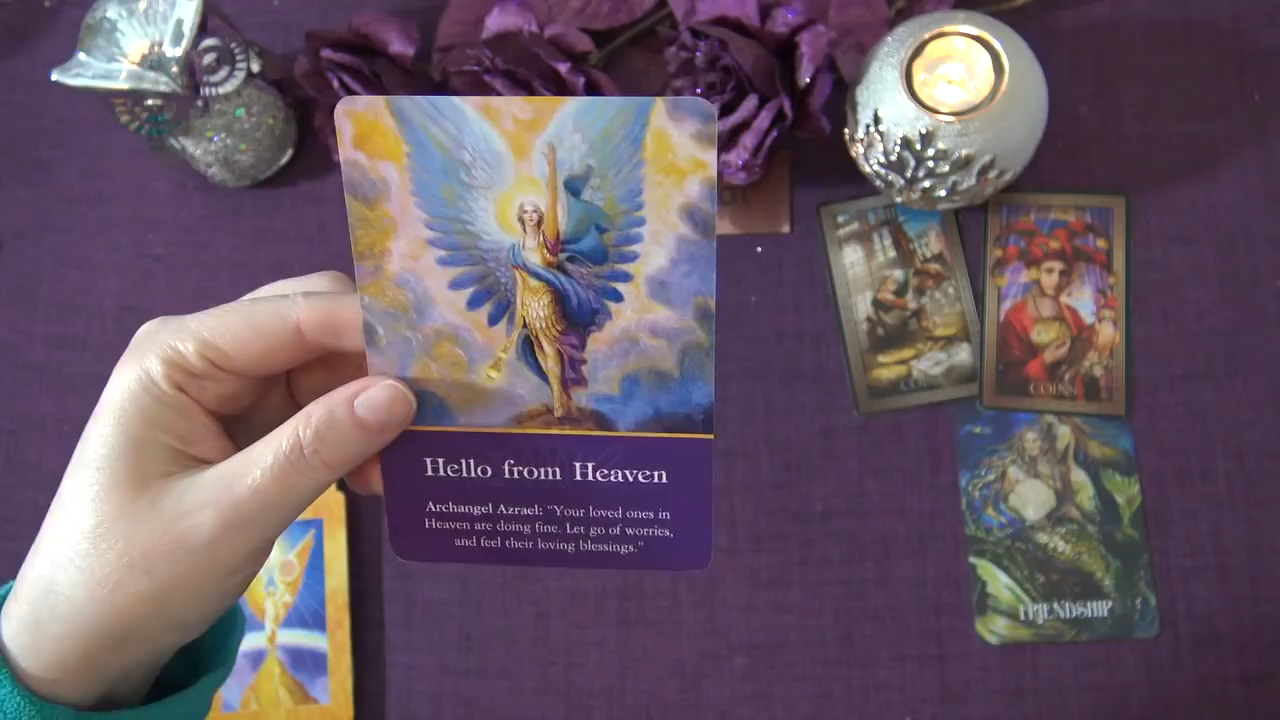 Hello from Heaven
Archangel Azrael: "Your loved ones in
Heaven are doing fine. Let go of worries,
and feel their loving blessings."
COINS
FRIENDSHIP